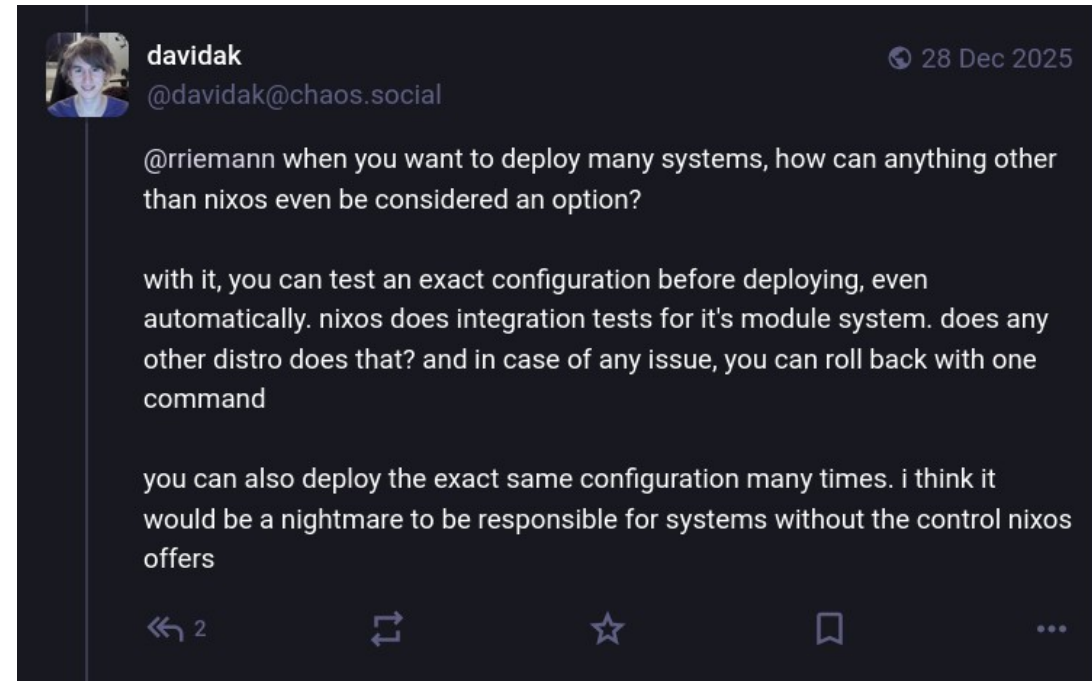 davidak
28 Dec 2025
@davidak@chaos.social
@rriemann when you want to deploy many systems, how can anything other
than nixos even be considered an option?
with it, you can test an exact configuration before deploying, even
automatically. nixos does integration tests for it's module system. does any
other distro does that? and in case of any issue, you can roll back with one
command
you can also deploy the exact same configuration many times. i think it
would be a nightmare to be responsible for systems without the control nixos
offers
2